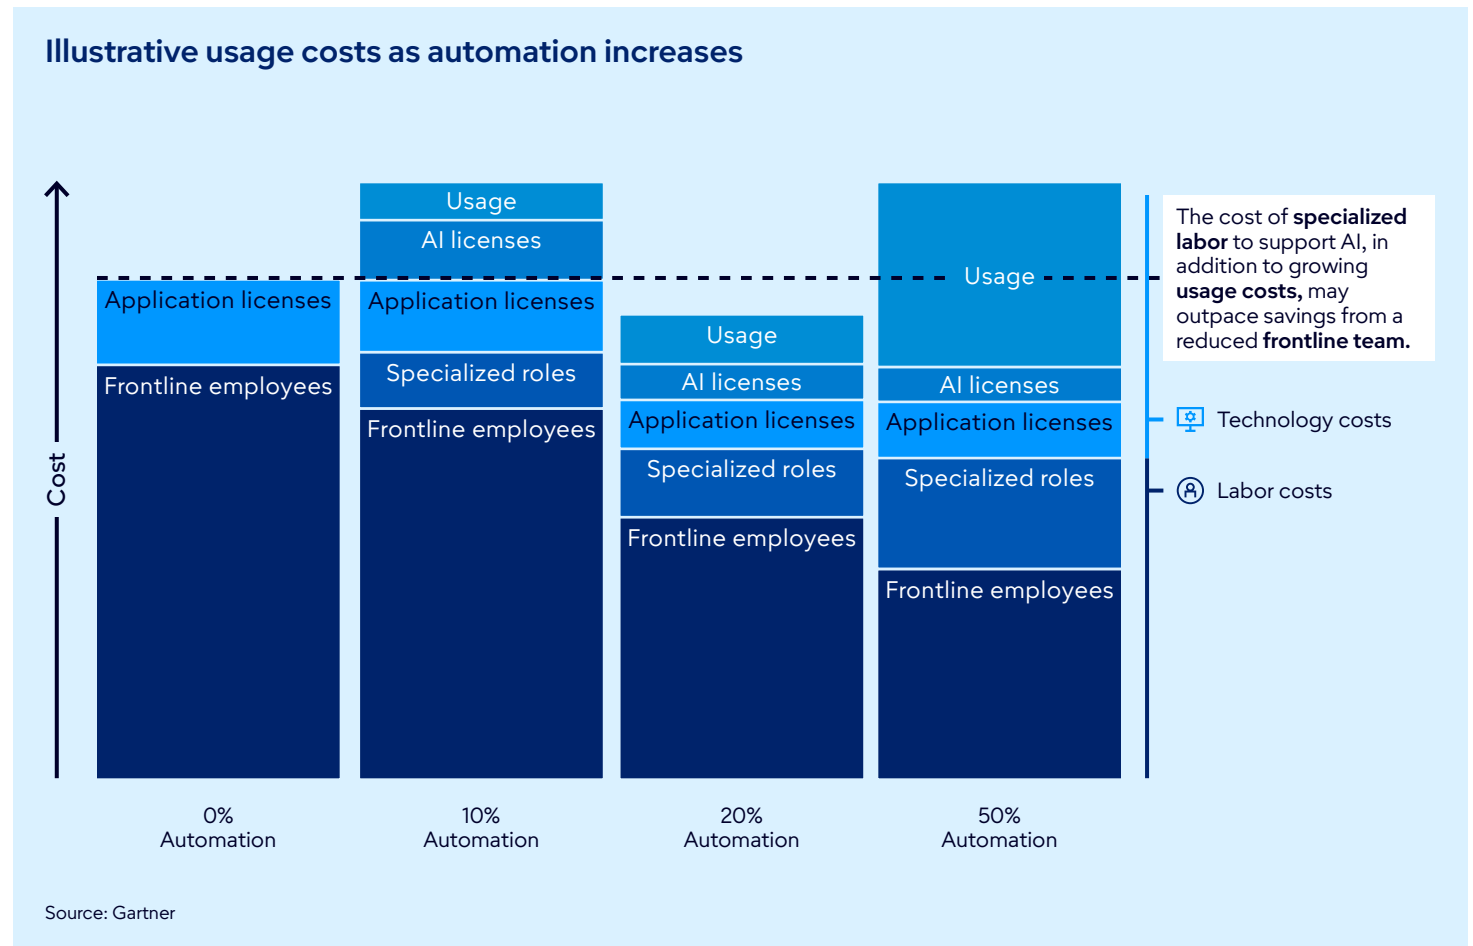 Illustrative usage costs as automation increases
Cost
Application licenses
Frontline employees
0%
Automation
Usage
AI licenses
Application licenses
Specialized roles
Frontline employees
10%
Automation
Usage
AI licenses
Application licenses
Specialized roles
Frontline employees
20%
Automation
Usage
AI licenses
Application licenses
Specialized roles
Frontline employees
50%
Automation
The cost of specialized
labor to support AI, in
addition to growing
usage costs, may
outpace savings from a
reduced frontline team.
Technology costs
Labor costs
Source: Gartner